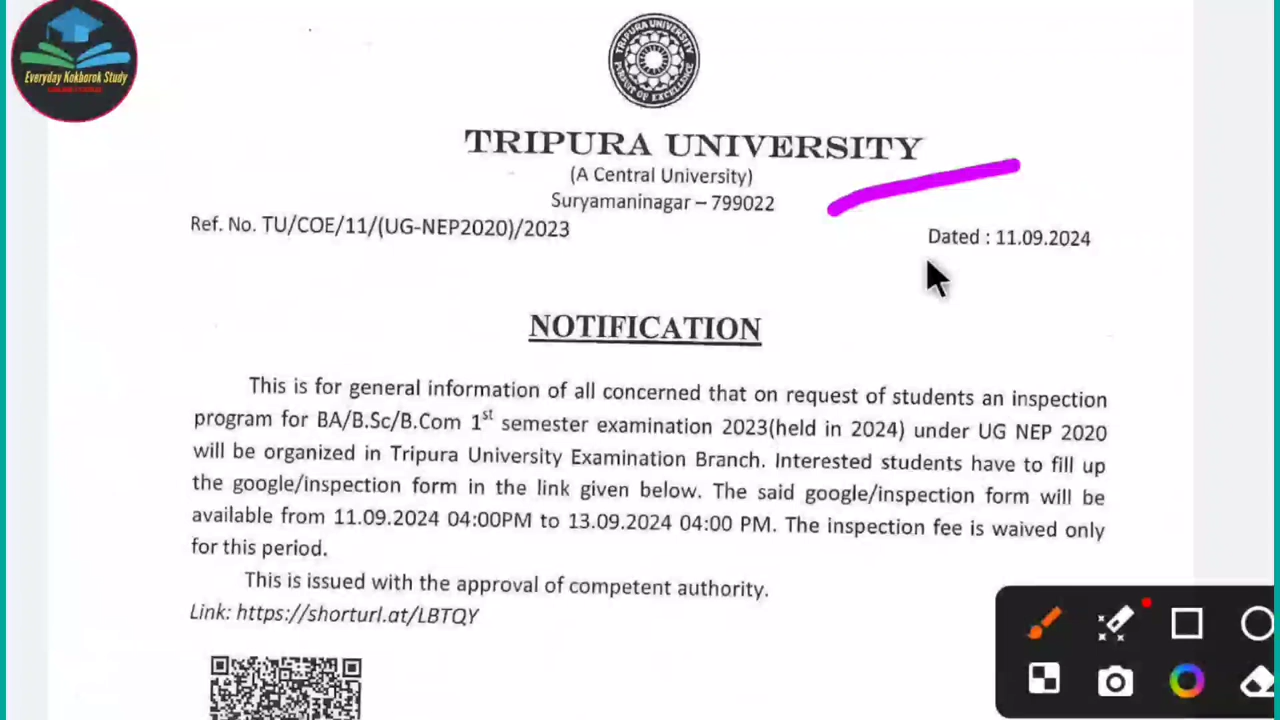 Everyday Kokborok Study
TRIPURA UNIVERSITY
PURSUIT OF EXCELLENCE
TRIPURA UNIVERSITY
(A Central University)
Suryamaninagar – 799022
Ref. No. TU/COE/11/(UG-NEP2020)/2023
Dated : 11.09.2024
NOTIFICATION
This is for general information of all concerned that on request of students an inspection
program for BA/B.Sc/B.Com 1st semester examination 2023(held in 2024) under UG NEP 2020
will be organized in Tripura University Examination Branch. Interested students have to fill up
the google/inspection form in the link given below. The said google/inspection form will be
available from 11.09.2024 04:00PM to 13.09.2024 04:00 PM. The inspection fee is waived only
for this period.
This is issued with the approval of competent authority.
Link: https://shorturl.at/LBTQY